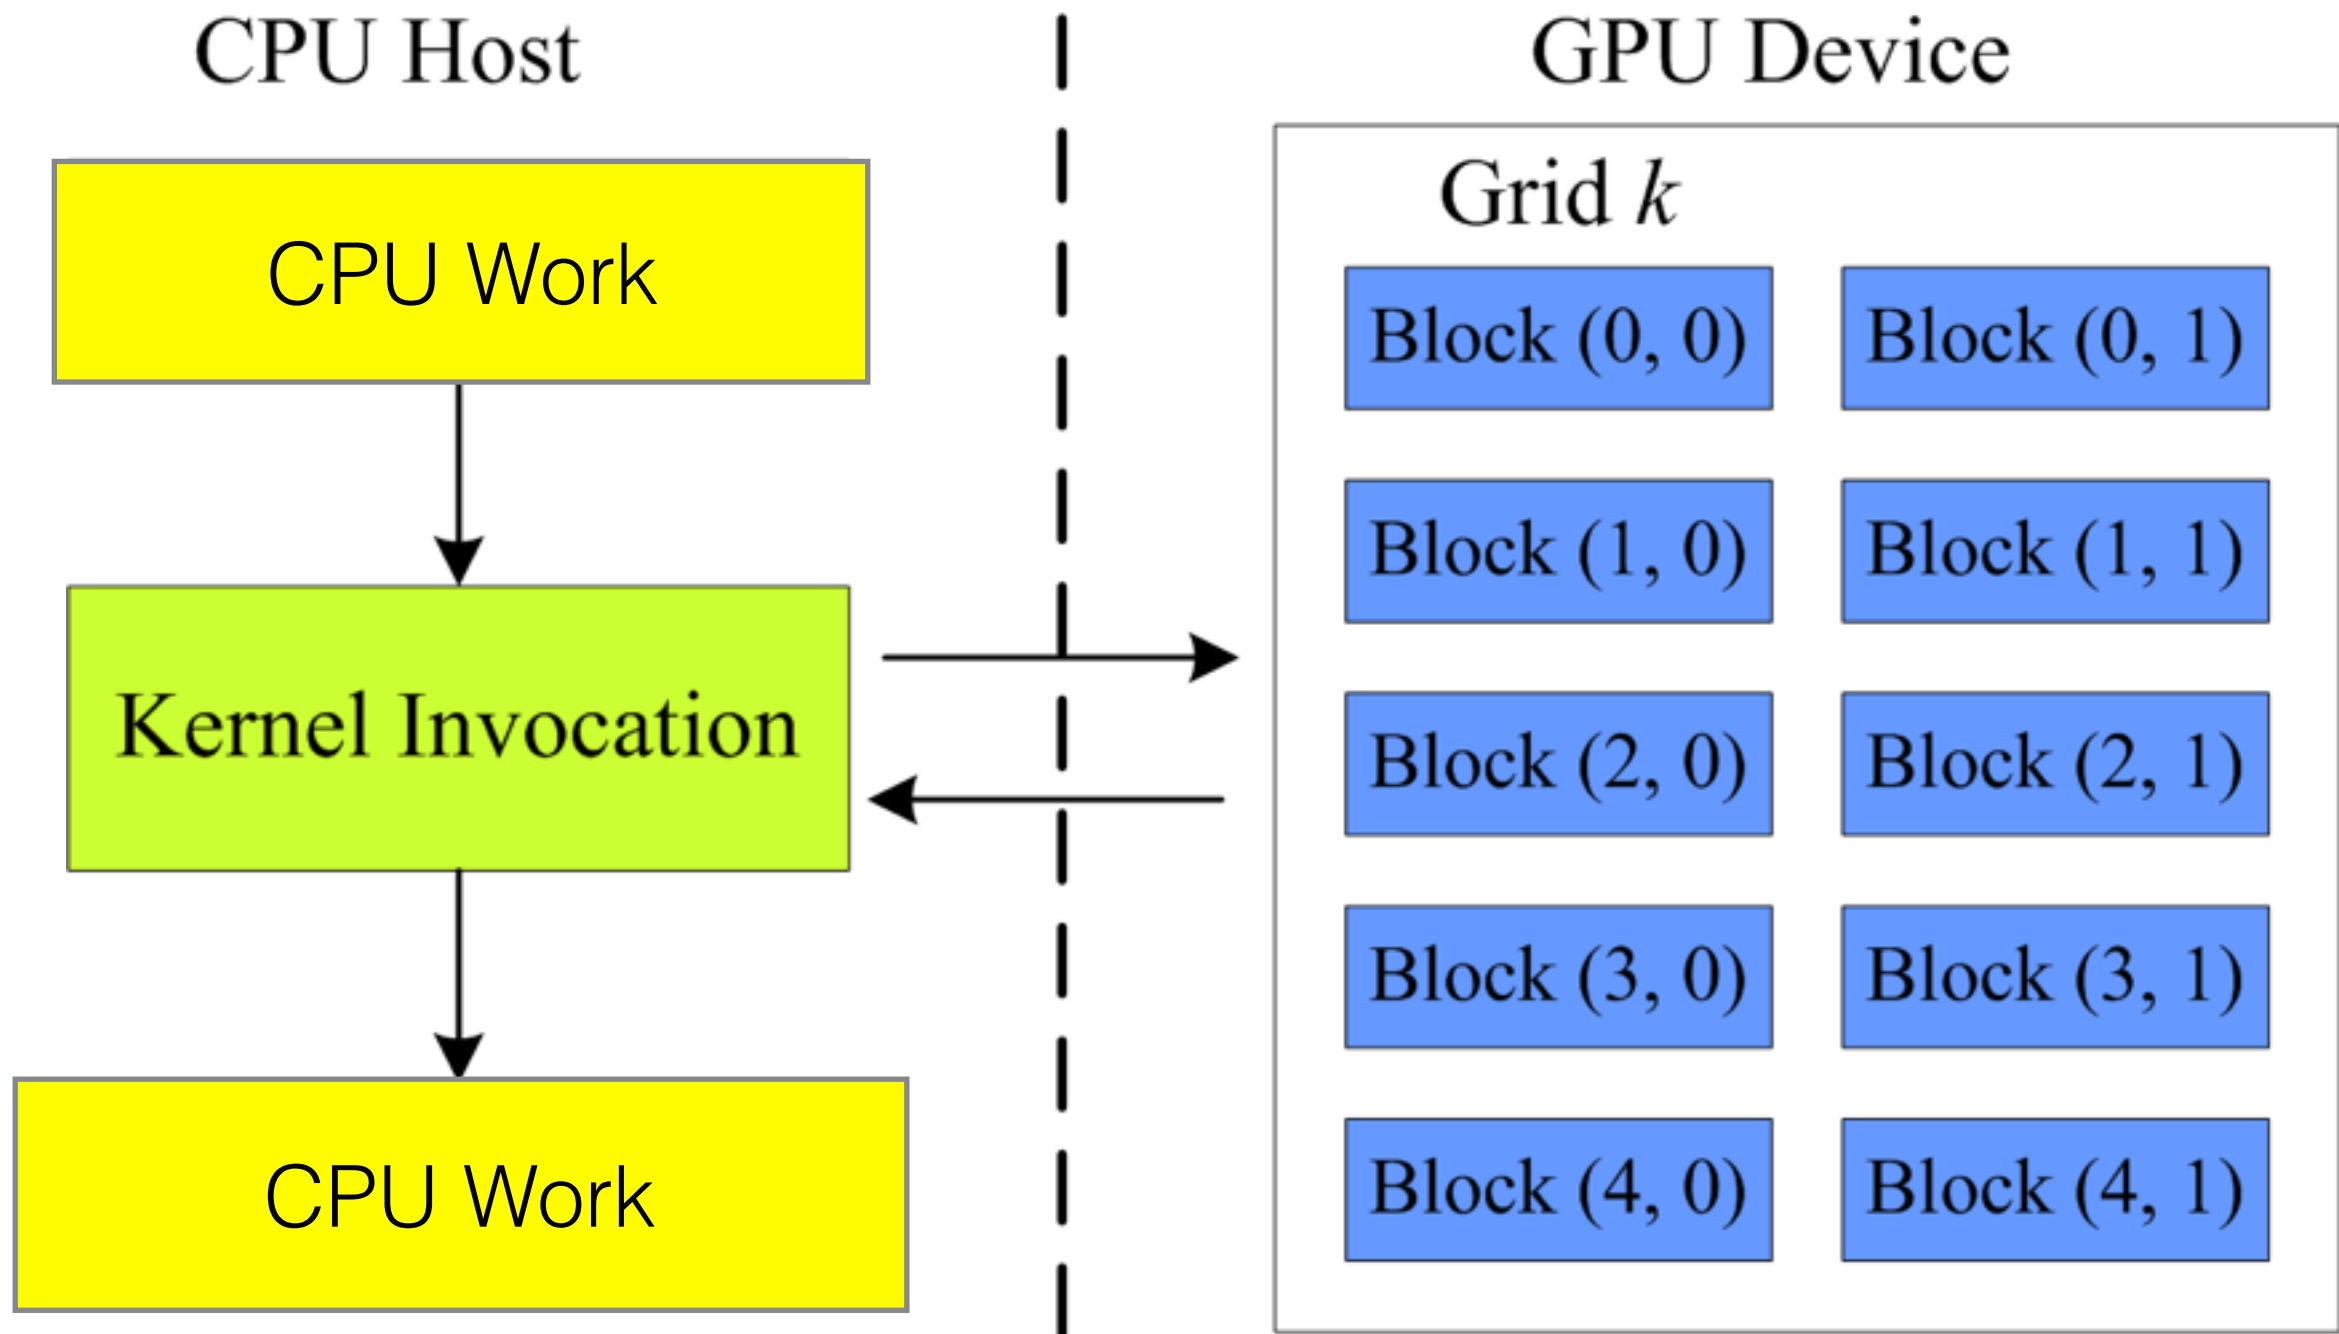 CPU Host
CPU Work
Kernel Invocation
CPU Work
GPU Device
Grid k
Block (0, 0) Block (0, 1)
Block (1, 0) Block (1, 1)
Block (2, 0) Block (2, 1)
Block (3, 0) Block (3, 1)
Block (4, 0) Block (4, 1)